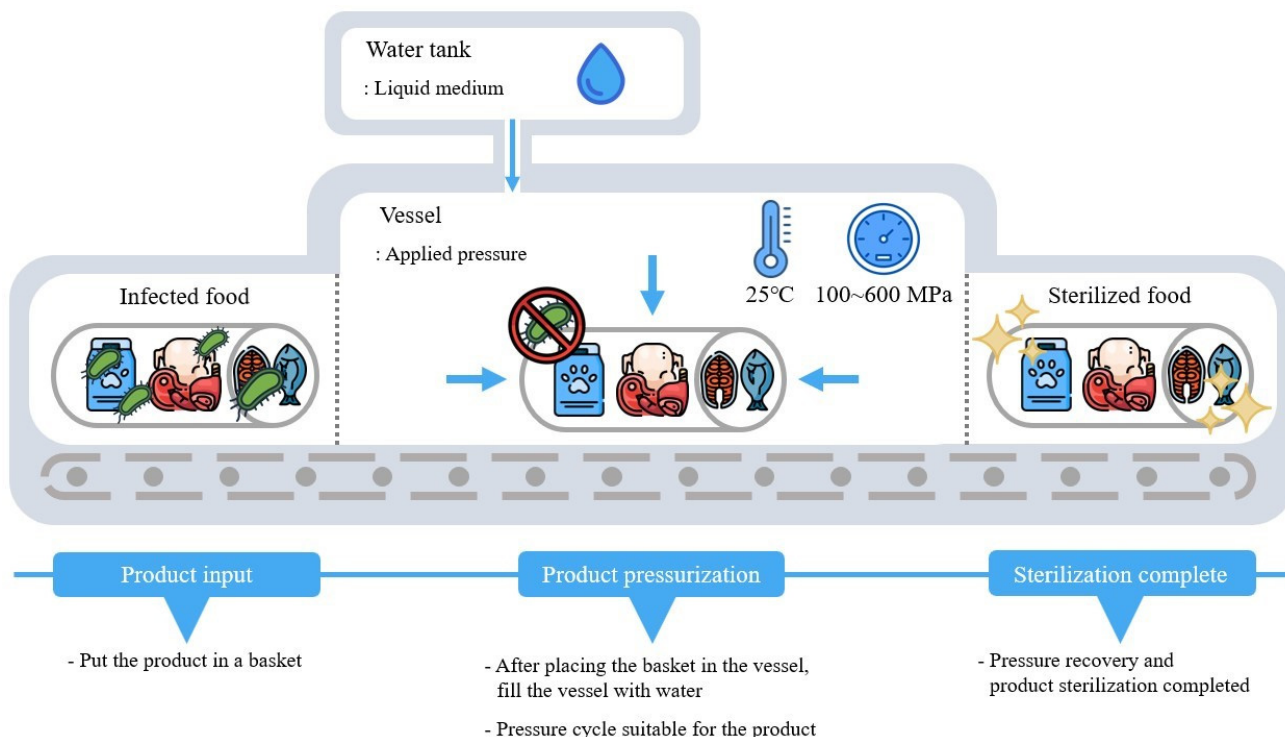 Water tank
: Liquid medium
Vessel
: Applied pressure
25℃
100~600 MPa
Infected food
Sterilized food
Product input
Product pressurization
Sterilization complete
- Put the product in a basket
- After placing the basket in the vessel,
fill the vessel with water
- Pressure cycle suitable for the product
- Pressure recovery and
product sterilization completed